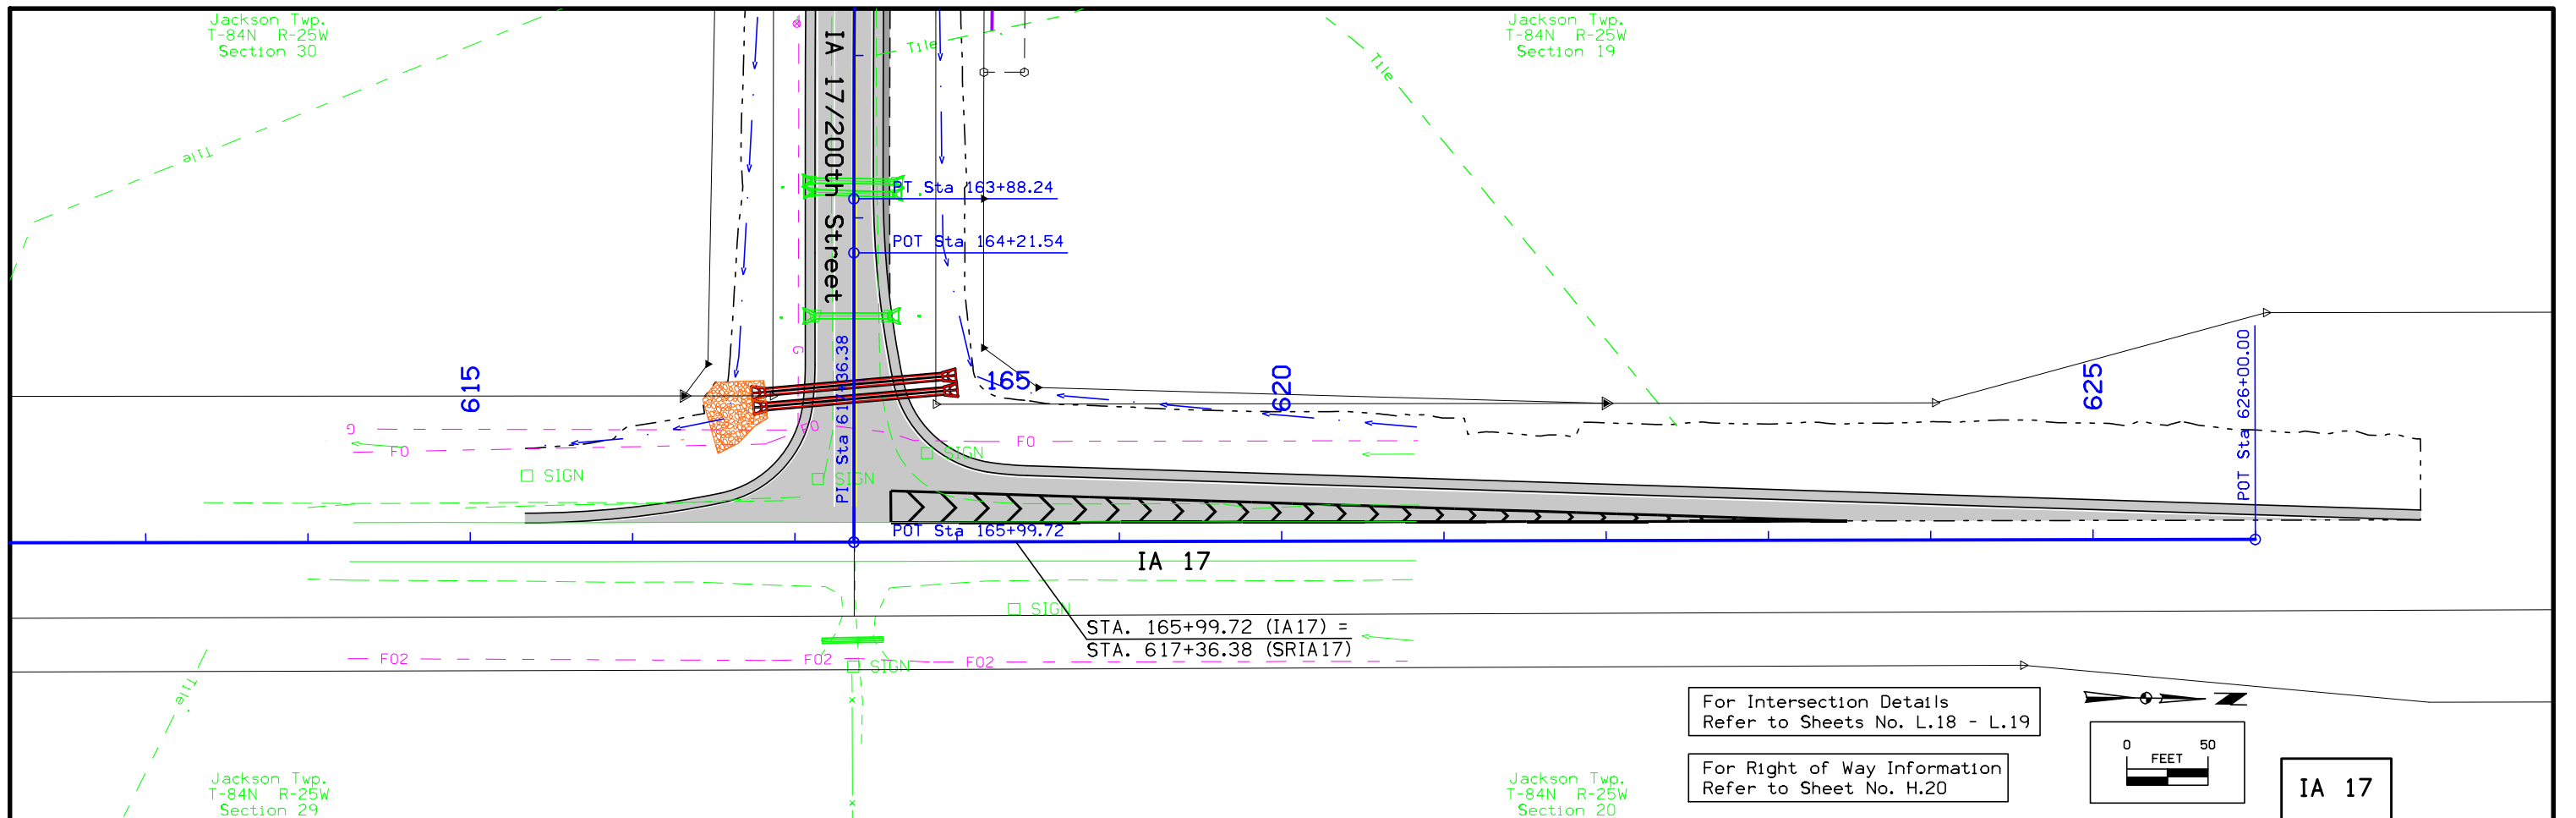 Jackson Twp.
T-84N R-25W
Section 30
Jackson Twp.
T-84N R-25W
Section 19
Tile
Tile
Tile
IA 17/200th Street
PT Sta 163+88.24
POT Sta 164+21.54
G
PI Sta 617+36.38
615
165
620
625
POT Sta 626+00.00
G
FO
FO
FO
SIGN
SIGN
SIGN
POT Sta 165+99.72
IA 17
SIGN
STA. 165+99.72 (IA17) =
STA. 617+36.38 (SRIA17)
FO2
FO2
FO2
SIGN
Tile
For Intersection Details
Refer to Sheets No. L.18 - L.19
For Right of Way Information
Refer to Sheet No. H.20
N
0 50
FEET
IA 17
Jackson Twp.
T-84N R-25W
Section 29
Jackson Twp.
T-84N R-25W
Section 20